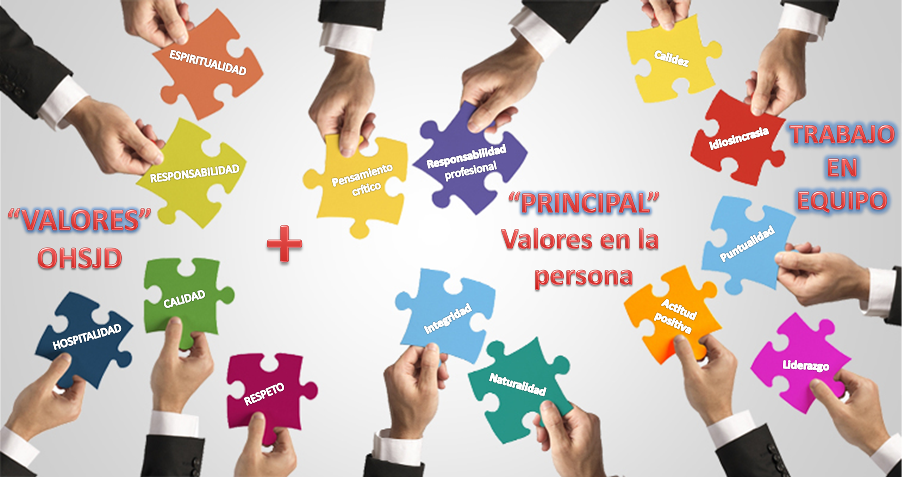 ESPIRITUALIDAD
RESPONSABILIDAD
“VALORES”
OHSJD
HOSPITALIDAD
CALIDAD
RESPETO
+
Pensamiento
crítico
Responsabilidad
profesional
“PRINCIPAL”
Valores en la
persona
Integridad
Naturalidad
Calidez
Idiosincrasia
TRABAJO
EN
EQUIPO
Puntualidad
Actitud
positiva
Liderazgo